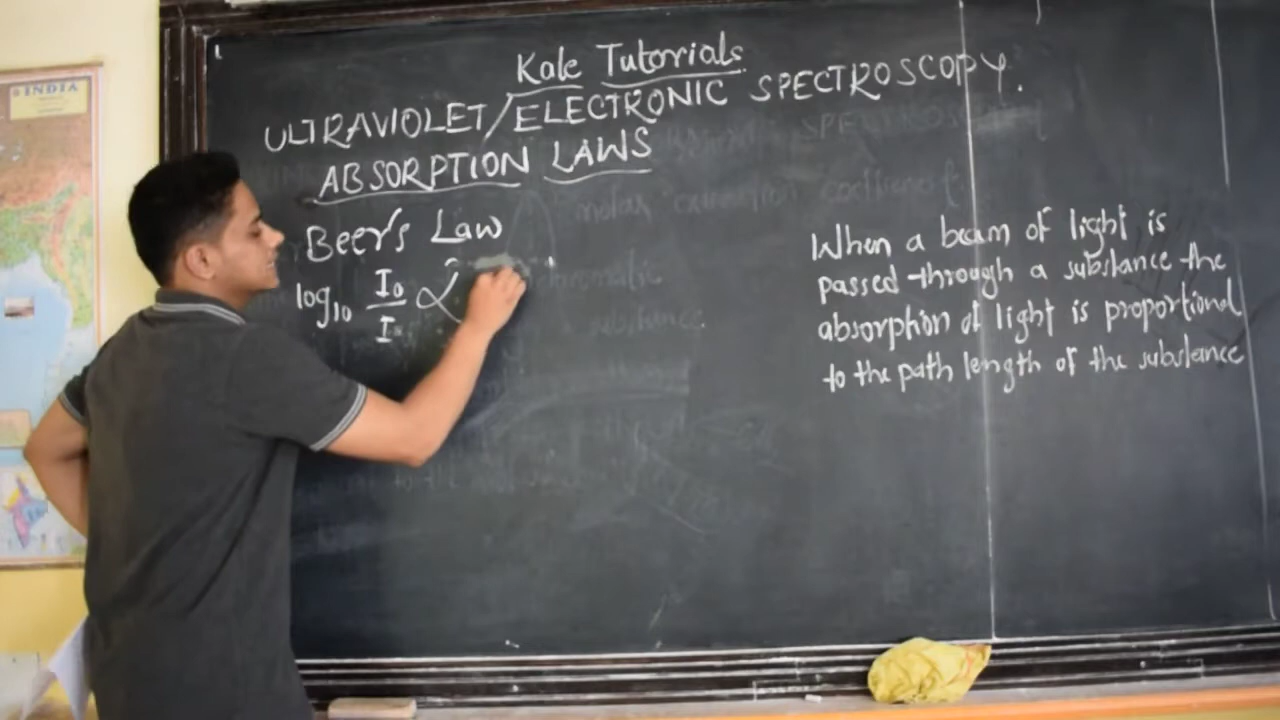 INDIA
Kale Tutorials
ULTRAVIOLET/ELECTRONIC SPECTROSCOPY.
ABSORPTION LAWS
Beer's Law
log10 I0/I ∝
When a beam of light is
passed through a substance the
absorption of light is proportional
to the path length of the substance